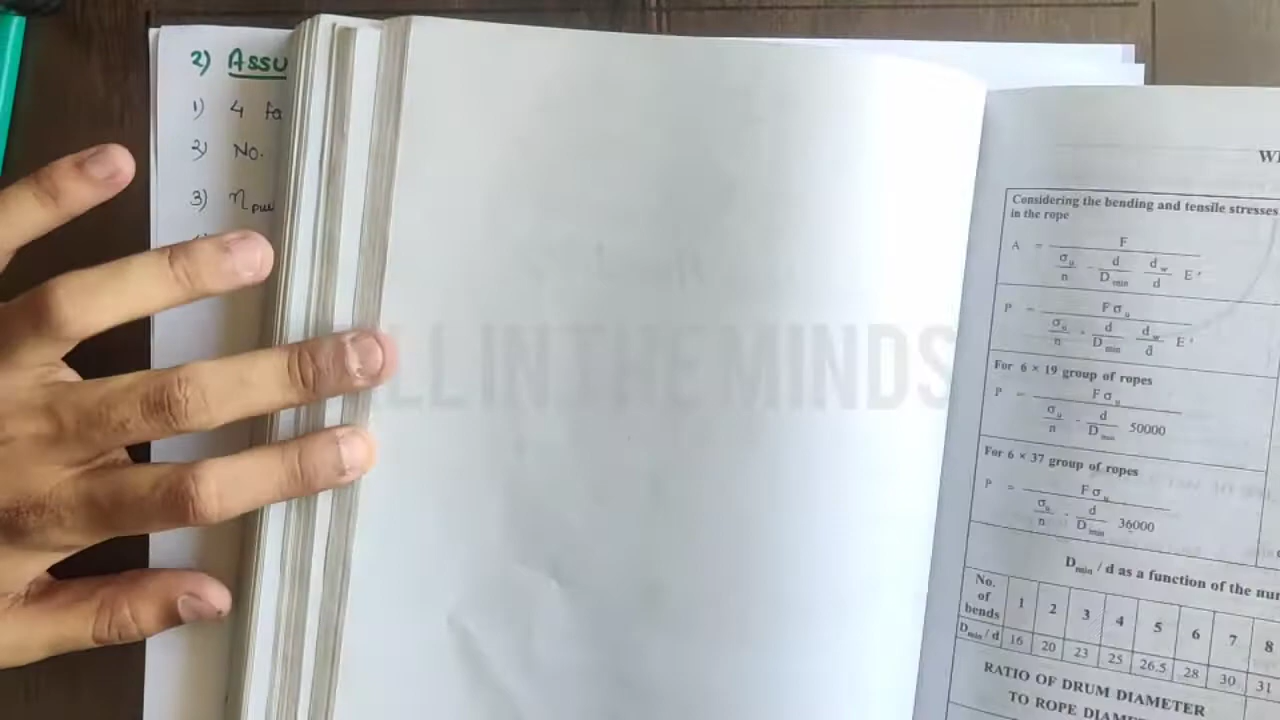 2) ASSU
1) 4 fa
2) No.
3) η pul
ALL IN THE MINDS
Considering the bending and tensile stresses
in the rope
A = F
σu d dw
n - Dmin d E'
P = F σu
σu d dw
n - Dmin d E'
For 6 × 19 group of ropes
P = F σu
σu d
n - Dmin 50000
For 6 × 37 group of ropes
P = F σu
σu d
n - Dmin 36000
Dmin / d as a function of the
No. of bends 1 2 3 4 5 6 7 8
Dmin / d 16 20 23 25 26.5 28 30 31
RATIO OF DRUM DIAMETER
TO ROPE